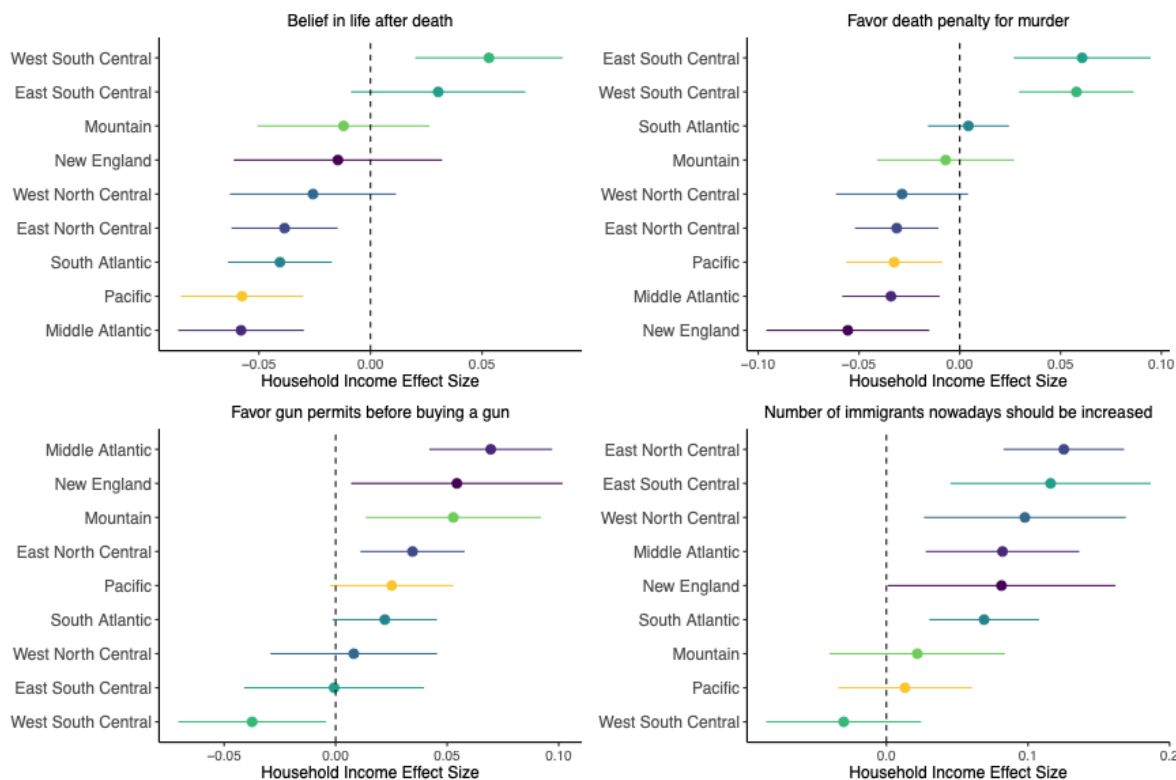 Belief in life after death
West South Central
East South Central
Mountain
New England
West North Central
East North Central
South Atlantic
Pacific
Middle Atlantic
−0.05 0.00 0.05
Household Income Effect Size
Favor death penalty for murder
East South Central
West South Central
South Atlantic
Mountain
West North Central
East North Central
Pacific
Middle Atlantic
New England
−0.10 −0.05 0.00 0.05 0.10
Household Income Effect Size
Favor gun permits before buying a gun
Middle Atlantic
New England
Mountain
East North Central
Pacific
South Atlantic
West North Central
East South Central
West South Central
−0.05 0.00 0.05 0.10
Household Income Effect Size
Number of immigrants nowadays should be increased
East North Central
East South Central
West North Central
Middle Atlantic
New England
South Atlantic
Mountain
Pacific
West South Central
0.0 0.1 0.2
Household Income Effect Size